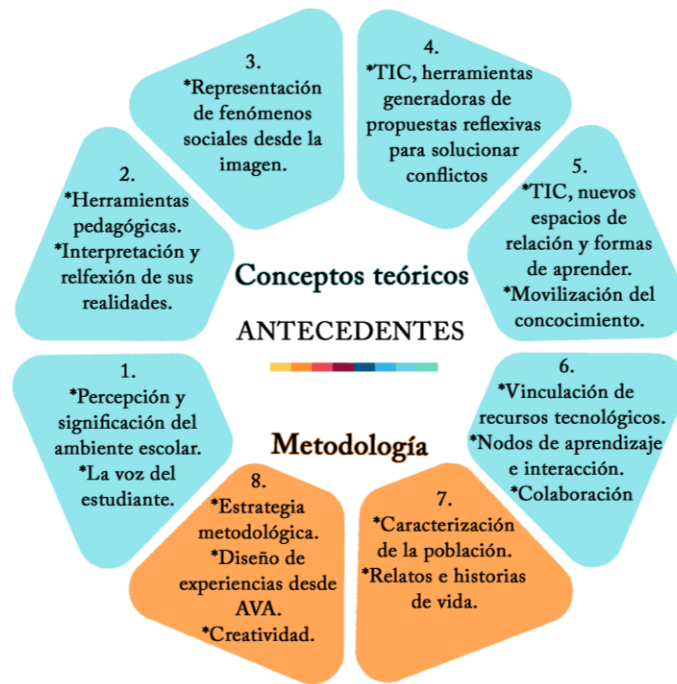 1.
*Percepción y
significación del
ambiente escolar.
*La voz del
estudiante.
2.
*Herramientas
pedagógicas.
*Interpretación y
relfexión de sus
realidades.
3.
*Representación
de fenómenos
sociales desde la
imagen.
4.
*TIC, herramientas
generadoras de
propuestas reflexivas
para solucionar
conflictos
5.
*TIC, nuevos
espacios de
relación y formas
de aprender.
*Movilización del
concocimiento.
6.
*Vinculación de
recursos tecnológicos.
*Nodos de aprendizaje
e interacción.
*Colaboración
7.
*Caracterización
de la población.
*Relatos e historias
de vida.
8.
*Estrategia
metodológica.
*Diseño de
experiencias desde
AVA.
*Creatividad.
Conceptos teóricos
ANTECEDENTES
Metodología